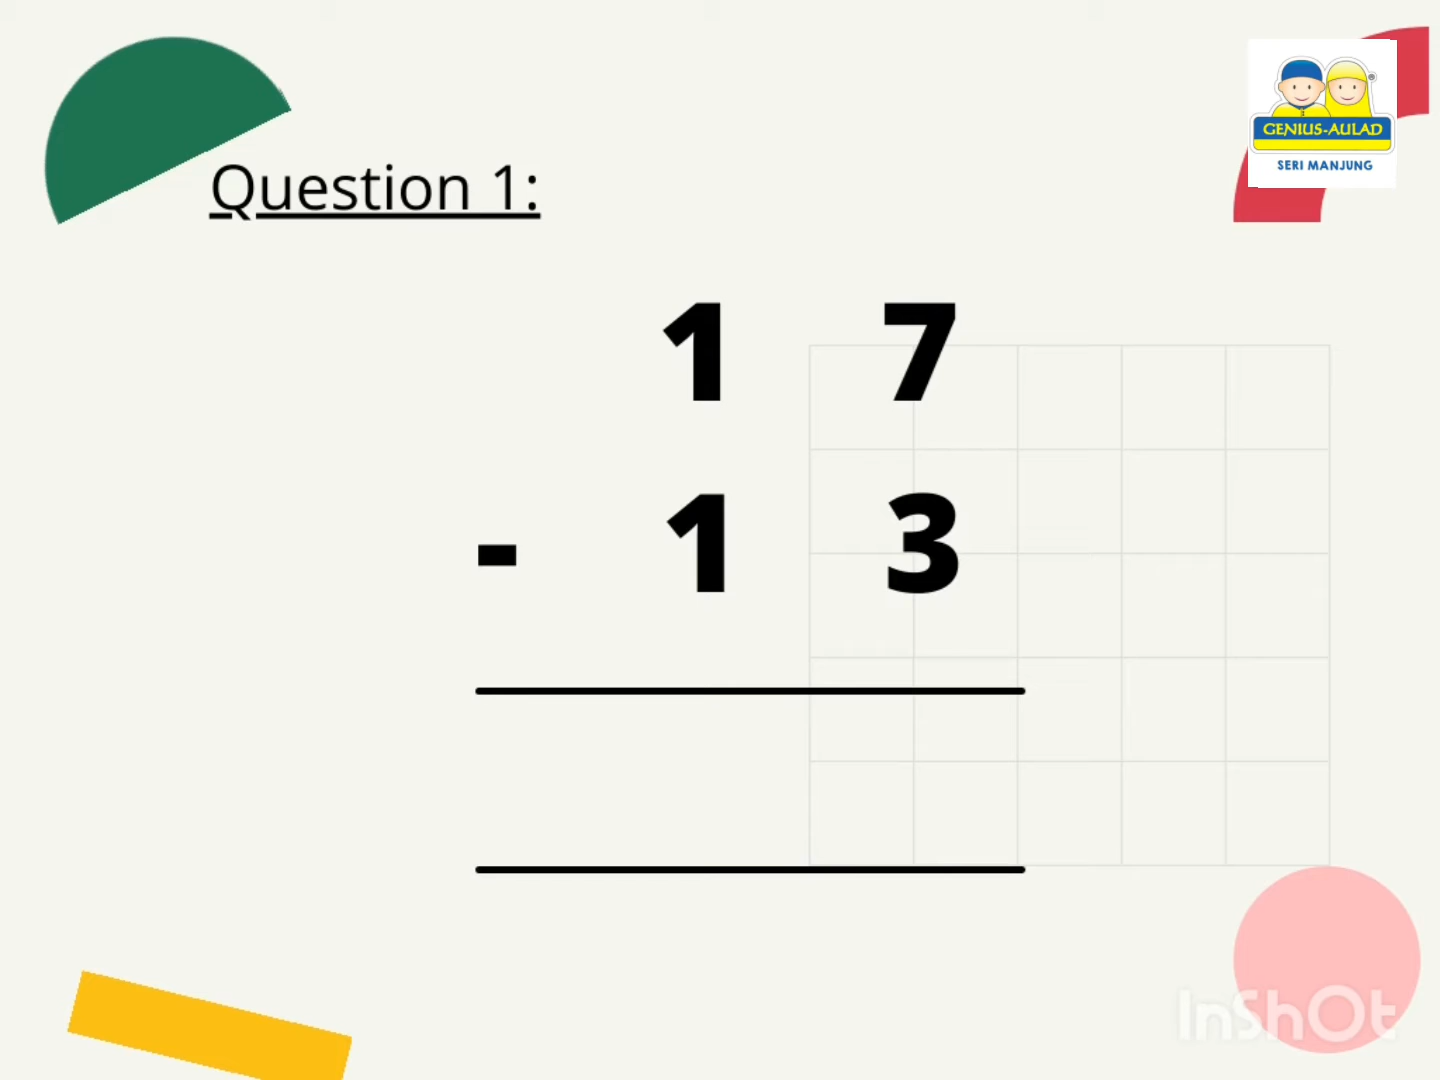 GENIUS-AULAD
SERI MANJUNG
Question 1:
1 7
- 1 3
InShOt